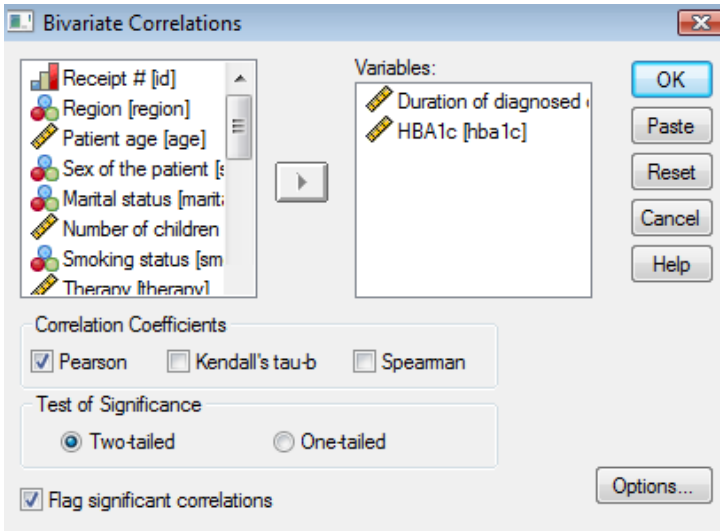 Bivariate Correlations
Receipt # [id]
Region [region]
Patient age [age]
Sex of the patient [s
Marital status [marita
Number of children
Smoking status [sm
Therapy [therapy]
Variables:
Duration of diagnosed
HBA1c [hba1c]
OK
Paste
Reset
Cancel
Help
Correlation Coefficients
Pearson Kendall's tau-b Spearman
Test of Significance
Two-tailed One-tailed
Flag significant correlations
Options...